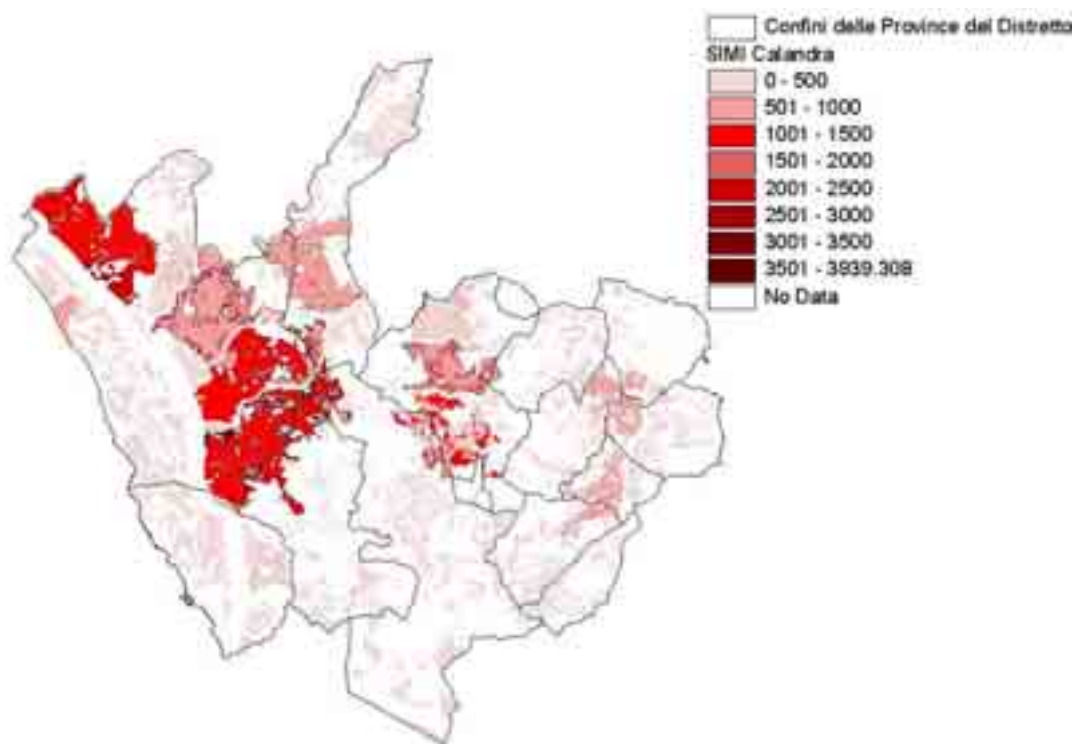 Confini delle Province del Distretto
SIMI Calandra
0 - 500
501 - 1000
1001 - 1500
1501 - 2000
2001 - 2500
2501 - 3000
3001 - 3500
3501 - 3939.308
No Data